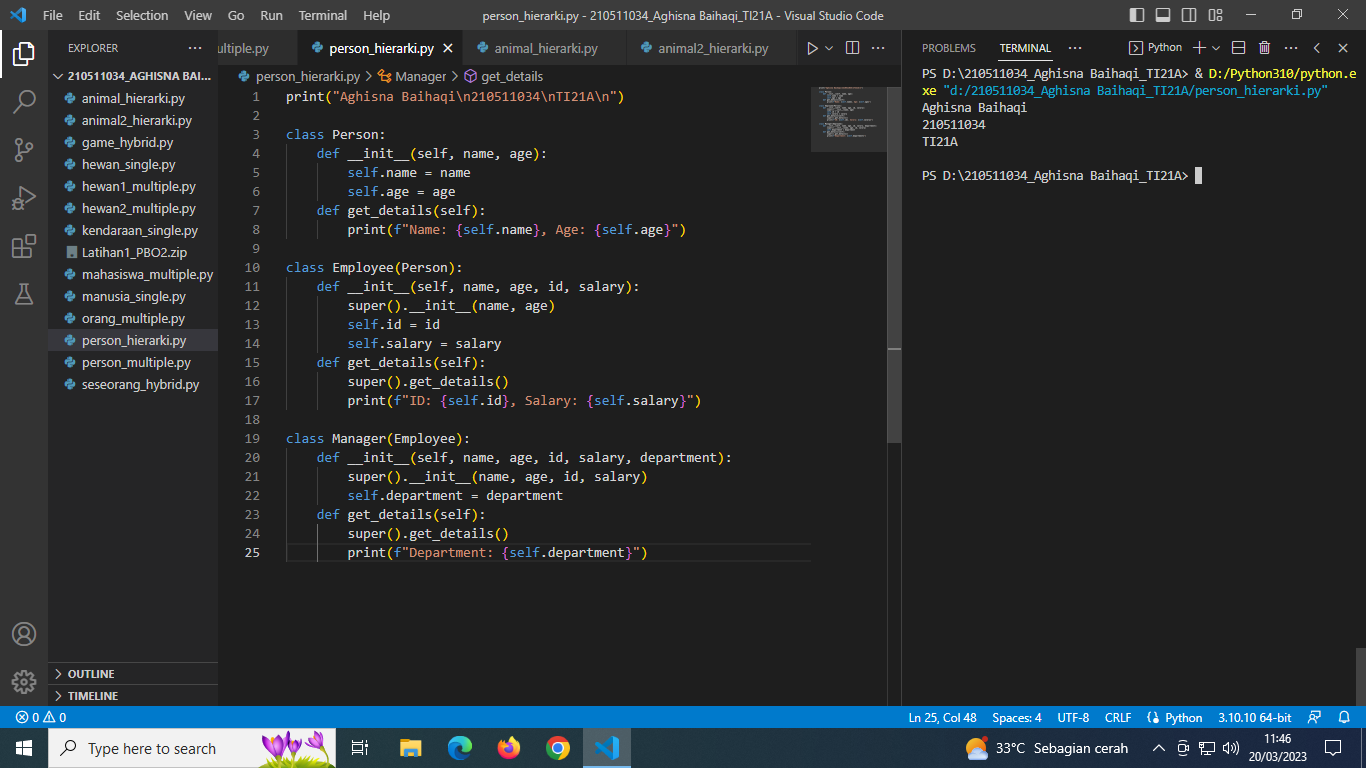 File Edit Selection View Go Run Terminal Help person_hierarki.py - 210511034_Aghisna Baihaqi_TI21A - Visual Studio Code
EXPLORER
210511034_AGHISNA BAI...
animal_hierarki.py
animal2_hierarki.py
game_hybrid.py
hewan_single.py
hewan1_multiple.py
hewan2_multiple.py
kendaraan_single.py
Latihan1_PBO2.zip
mahasiswa_multiple.py
manusia_single.py
orang_multiple.py
person_hierarki.py
person_multiple.py
seseorang_hybrid.py
OUTLINE
TIMELINE
ultiple.py person_hierarki.py animal_hierarki.py animal2_hierarki.py
person_hierarki.py > Manager > get_details
1 print("Aghisna Baihaqi\n210511034\nTI21A\n")
2
3 class Person:
4     def __init__(self, name, age):
5         self.name = name
6         self.age = age
7     def get_details(self):
8         print(f"Name: {self.name}, Age: {self.age}")
9
10 class Employee(Person):
11     def __init__(self, name, age, id, salary):
12         super().__init__(name, age)
13         self.id = id
14         self.salary = salary
15     def get_details(self):
16         super().get_details()
17         print(f"ID: {self.id}, Salary: {self.salary}")
18
19 class Manager(Employee):
20     def __init__(self, name, age, id, salary, department):
21         super().__init__(name, age, id, salary)
22         self.department = department
23     def get_details(self):
24         super().get_details()
25         print(f"Department: {self.department}")
PROBLEMS TERMINAL Python
PS D:\210511034_Aghisna Baihaqi_TI21A> & D:/Python310/python.e
xe "d:/210511034_Aghisna Baihaqi_TI21A/person_hierarki.py"
Aghisna Baihaqi
210511034
TI21A
PS D:\210511034_Aghisna Baihaqi_TI21A>
0 0 Ln 25, Col 48 Spaces: 4 UTF-8 CRLF Python 3.10.10 64-bit
Type here to search 33°C Sebagian cerah
11:46
20/03/2023